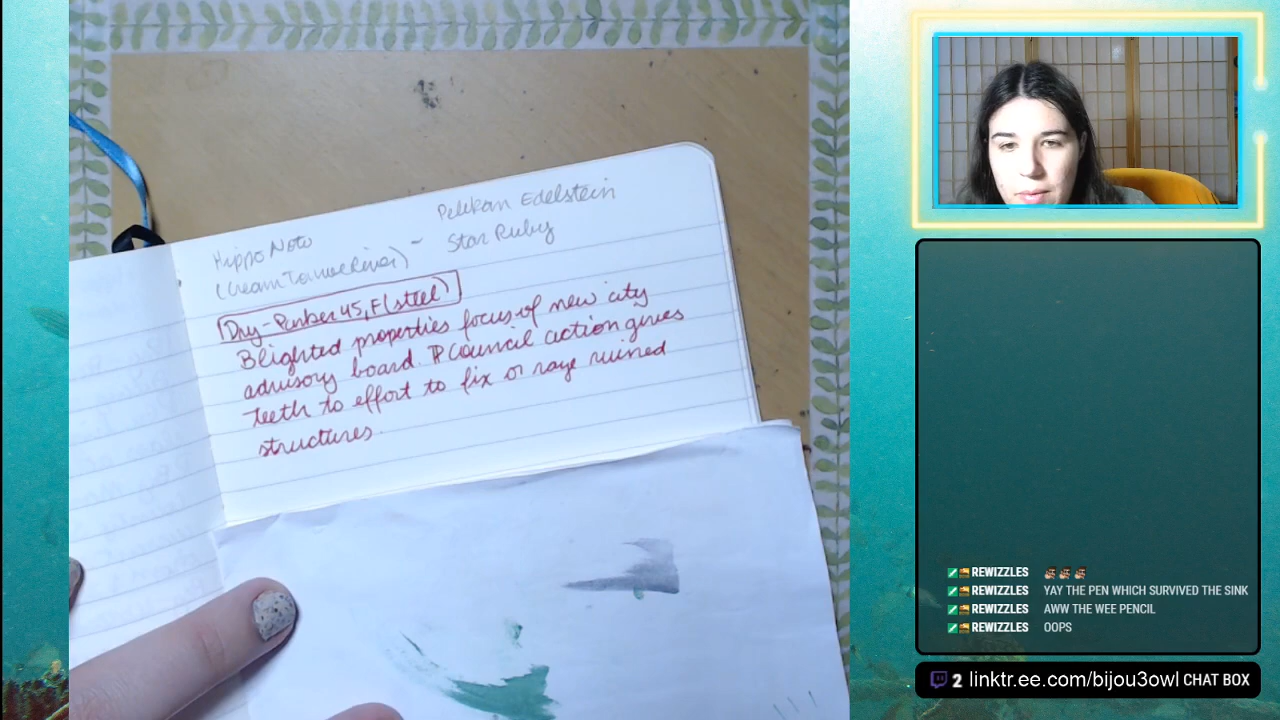 Hippo Noto
(Cream Tomoe River) - Pelikan Edelstein
Star Ruby
Dry - Parker 45, F (steel)
Blighted properties focus of new city
advisory board. Council action gives
teeth to effort to fix or raze ruined
structures.
REWIZZLES
REWIZZLES YAY THE PEN WHICH SURVIVED THE SINK
REWIZZLES AWW THE WEE PENCIL
REWIZZLES OOPS
2 linktr.ee.com/bijou3owl CHAT BOX